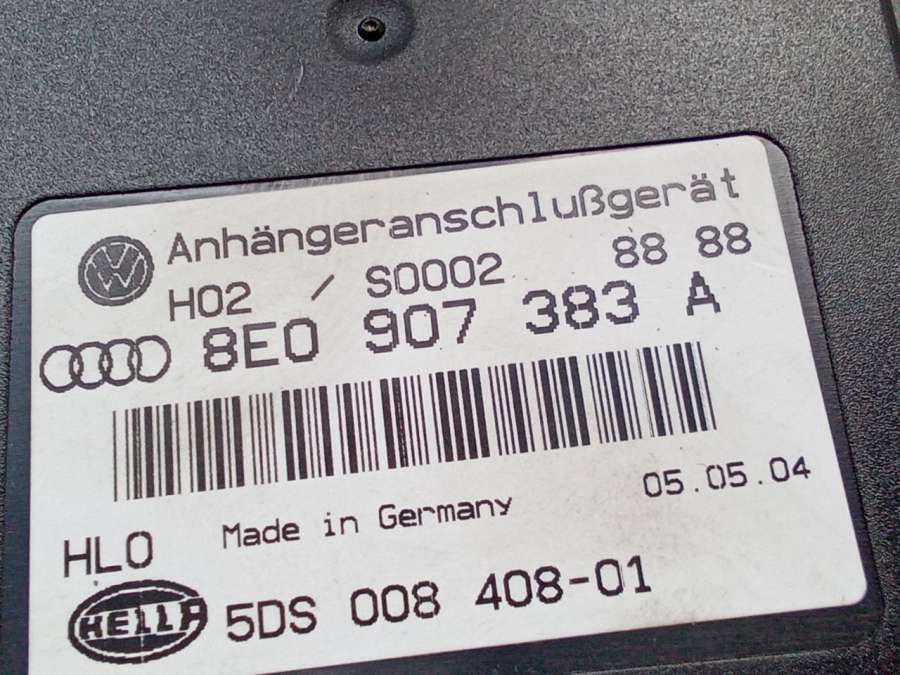 Anhängeranschlußgerät
H02 / S0002 88 88
8E0 907 383 A
Made in Germany 05.05.04
HLO
HELLA 5DS 008 408-01